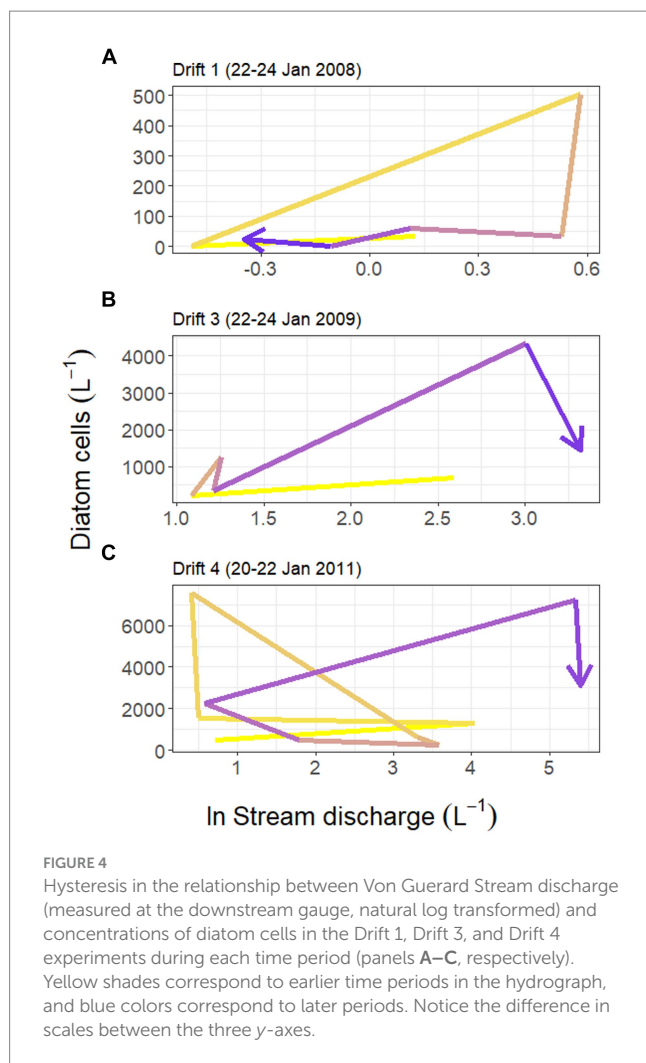 A
Drift 1 (22-24 Jan 2008)
500
400
300
200
100
0
-0.3 0.0 0.3 0.6
B
Drift 3 (22-24 Jan 2009)
4000
3000
2000
1000
1.0 1.5 2.0 2.5 3.0
Diatom cells (L⁻¹)
C
Drift 4 (20-22 Jan 2011)
6000
4000
2000
0
1 2 3 4 5
ln Stream discharge (L⁻¹)
FIGURE 4
Hysteresis in the relationship between Von Guerard Stream discharge
(measured at the downstream gauge, natural log transformed) and
concentrations of diatom cells in the Drift 1, Drift 3, and Drift 4
experiments during each time period (panels A–C, respectively).
Yellow shades correspond to earlier time periods in the hydrograph,
and blue colors correspond to later periods. Notice the difference in
scales between the three y-axes.